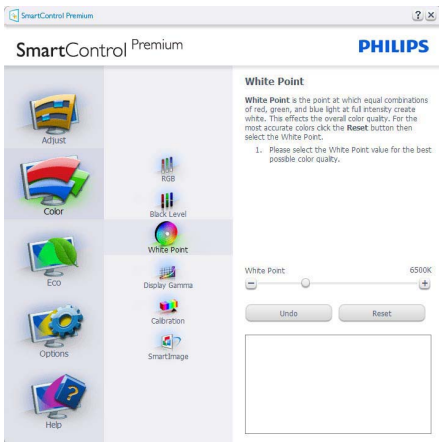 SmartControl Premium
? ×
SmartControl Premium
PHILIPS
Adjust
Color
Eco
Options
Help
RGB
Black Level
White Point
Display Gamma
Calibration
SmartImage
White Point
White Point is the point at which equal combinations
of red, green, and blue light at full intensity create
white. This effects the overall color quality. For the
most accurate colors click the Reset button then
select the White Point.
1. Please select the White Point value for the best
possible color quality.
White Point 6500K
Undo Reset